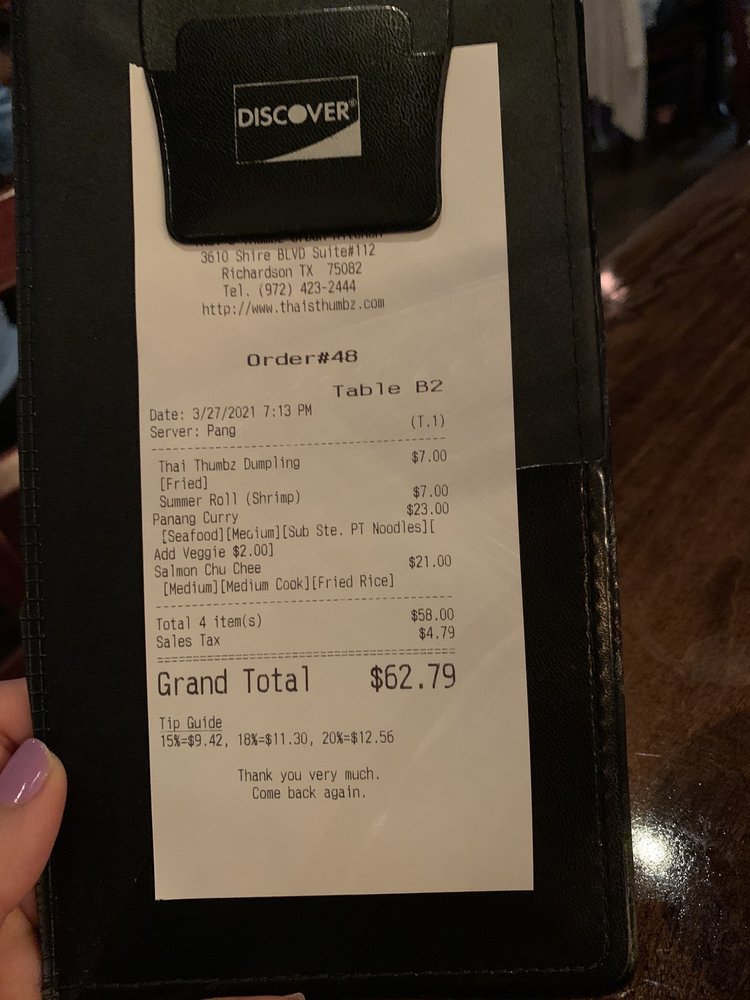 DISCOVER®
3610 Shire BLVD Suite#112
Richardson TX 75082
Tel. (972) 423-2444
http://www.thaisthumbz.com
Order#48
Table B2
Date: 3/27/2021 7:13 PM
Server: Pang (T.1)
Thai Thumbz Dumpling $7.00
[Fried]
Summer Roll (Shrimp) $7.00
Panang Curry $23.00
[Seafood][Medium][Sub Ste. PT Noodles][
Add Veggie $2.00]
Salmon Chu Chee $21.00
[Medium][Medium Cook][Fried Rice]
Total 4 item(s) $58.00
Sales Tax $4.79
Grand Total $62.79
Tip Guide
15%=$9.42, 18%=$11.30, 20%=$12.56
Thank you very much.
Come back again.